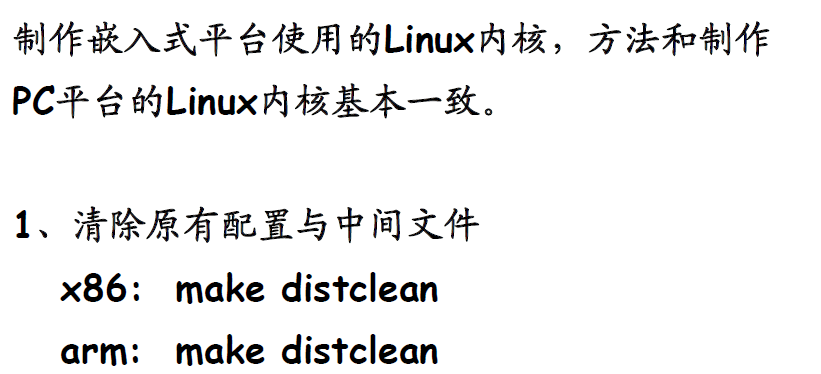 制作嵌入式平台使用的Linux内核，方法和制作
PC平台的Linux内核基本一致。
1、清除原有配置与中间文件
x86: make distclean
arm: make distclean